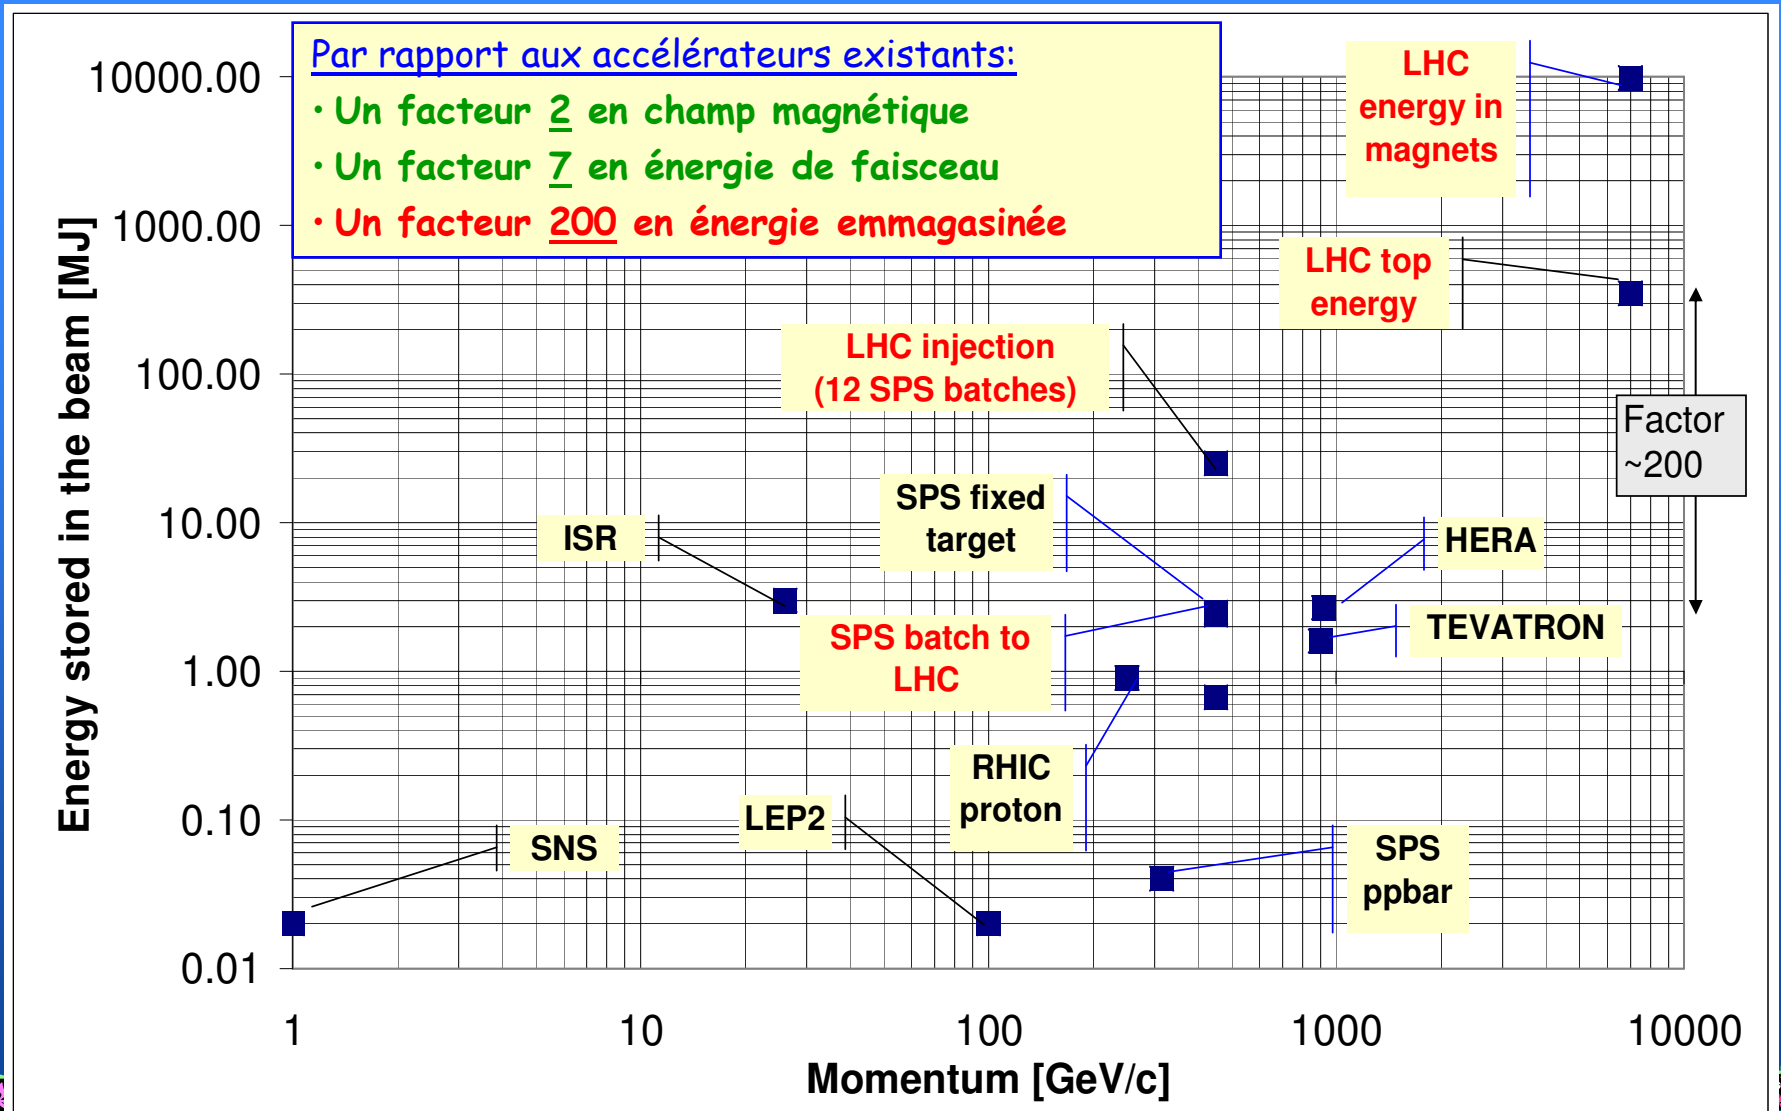 Par rapport aux accélérateurs existants:
• Un facteur 2 en champ magnétique
• Un facteur 7 en énergie de faisceau
• Un facteur 200 en énergie emmagasinée
Energy stored in the beam [MJ]
10000.00
1000.00
100.00
10.00
1.00
0.10
0.01
LHC
energy in
magnets
LHC top
energy
LHC injection
(12 SPS batches)
Factor
~200
SPS fixed
target
ISR
HERA
TEVATRON
SPS batch to
LHC
RHIC
proton
LEP2
SNS
SPS
ppbar
1
10
100
1000
10000
Momentum [GeV/c]